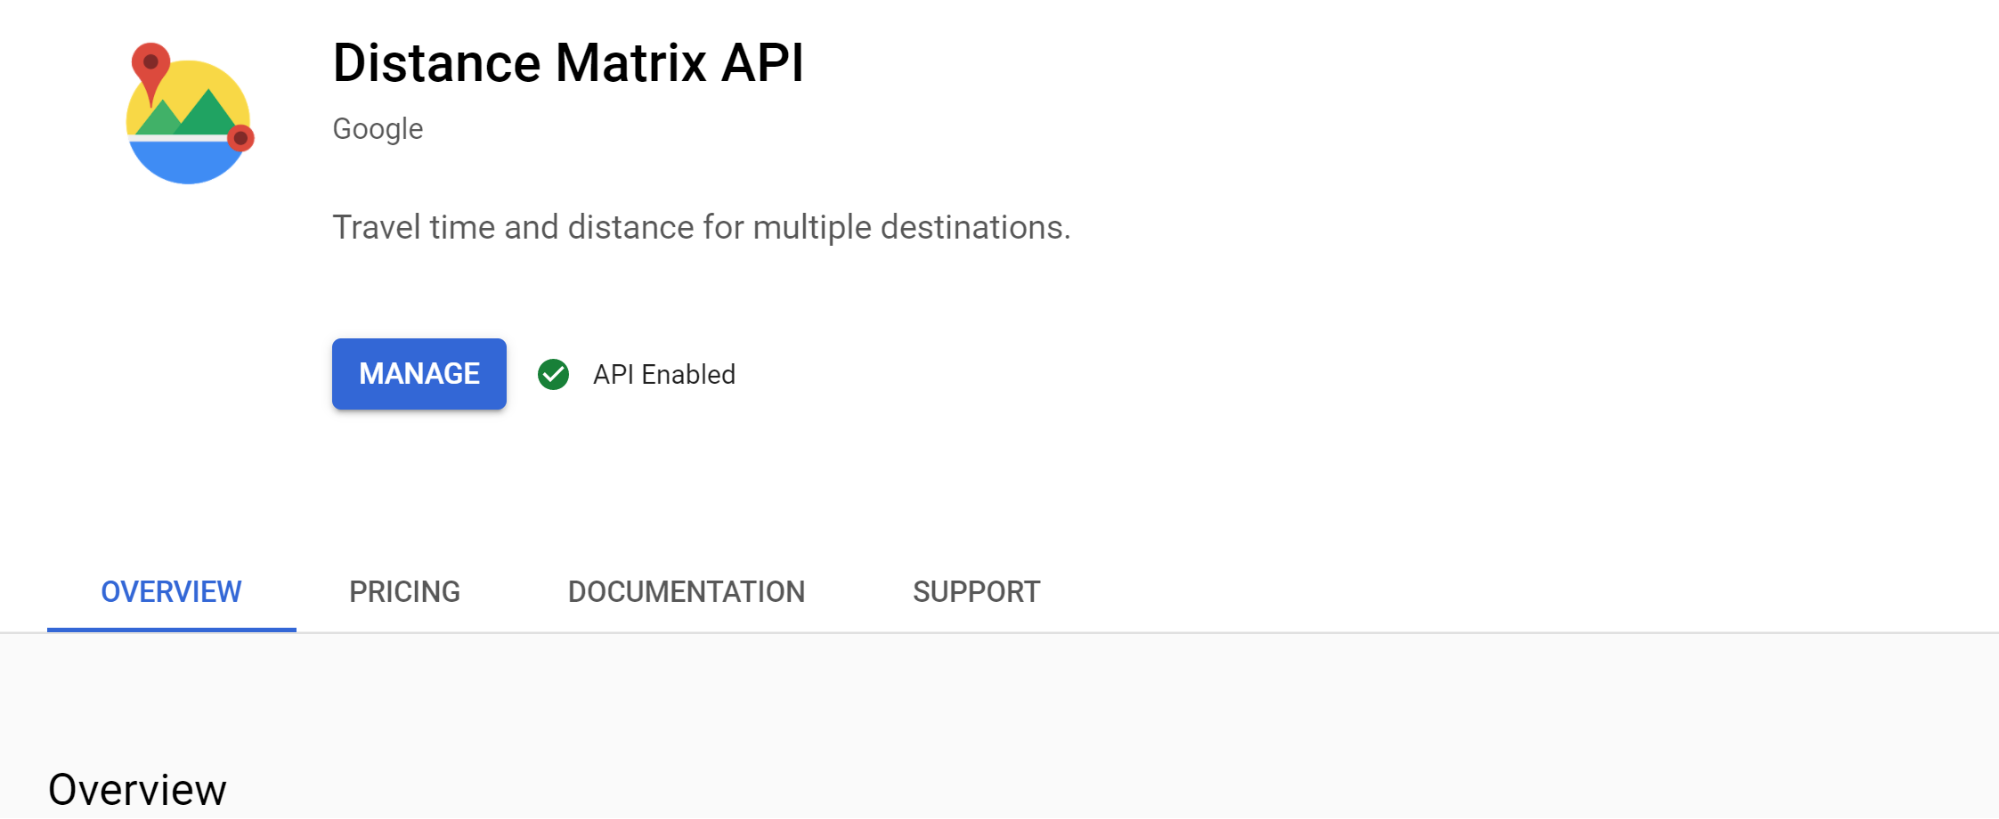 Distance Matrix API
Google
Travel time and distance for multiple destinations.
MANAGE API Enabled
OVERVIEW PRICING DOCUMENTATION SUPPORT
Overview